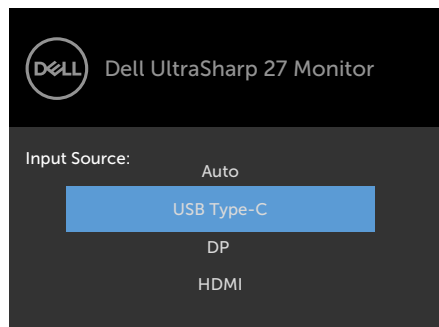 DELL
Dell UltraSharp 27 Monitor
Input Source:
Auto
USB Type-C
DP
HDMI